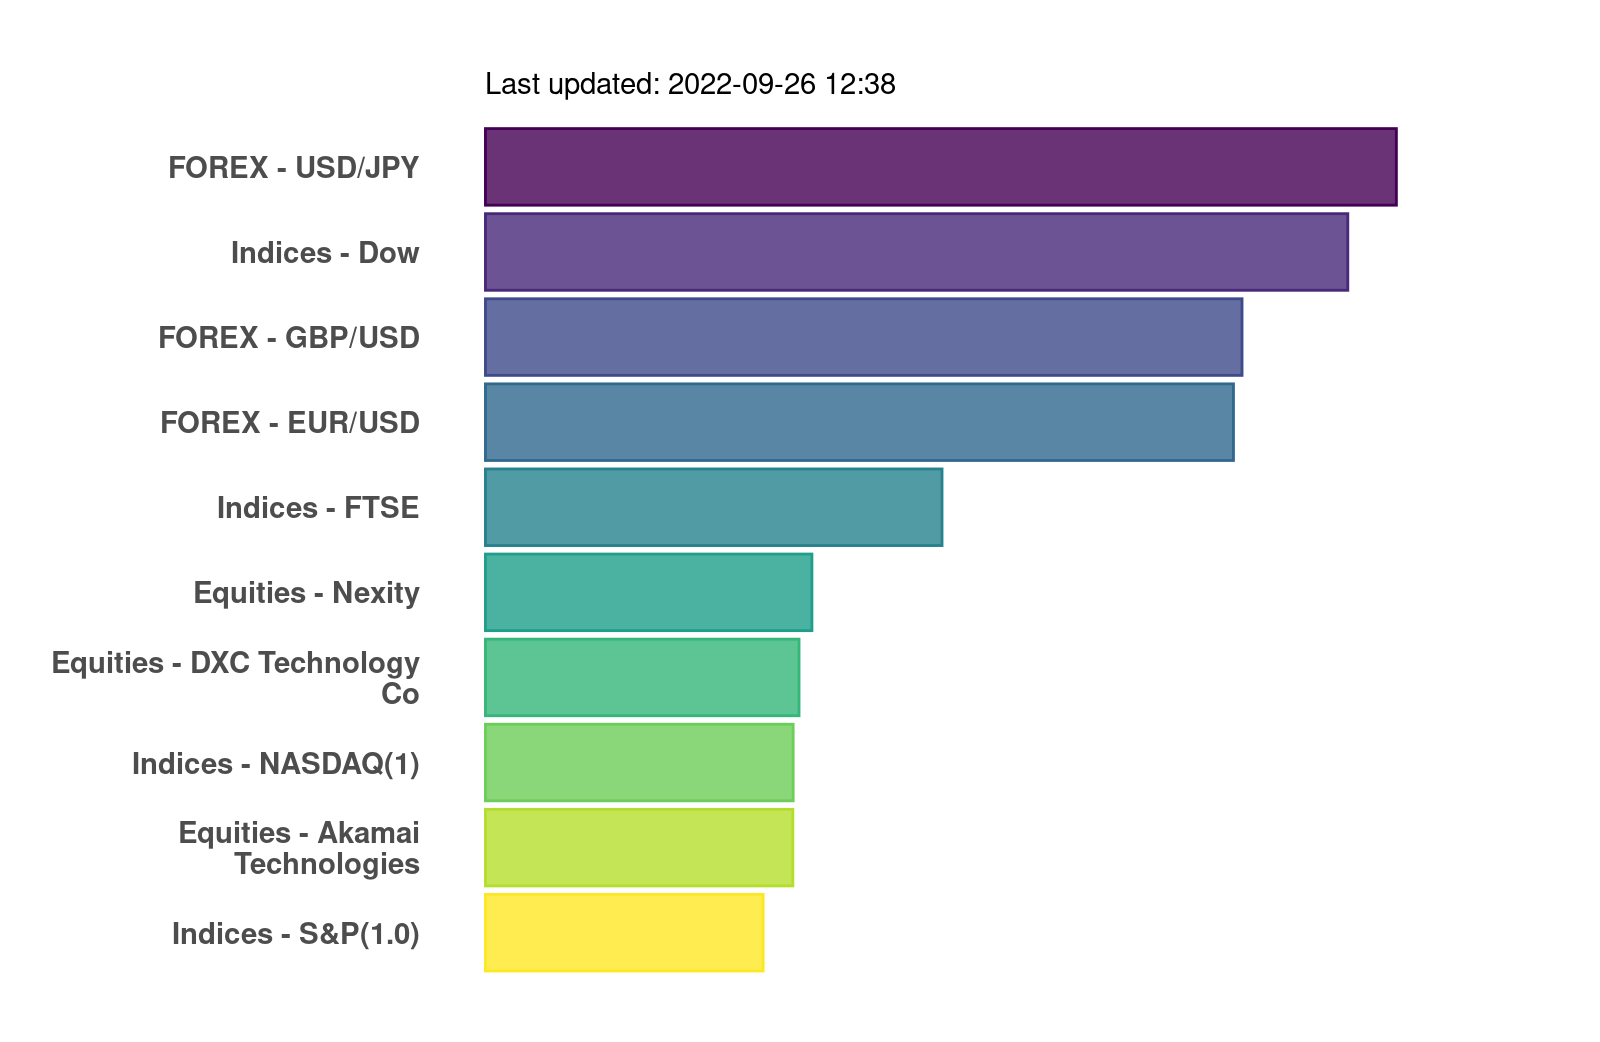 Last updated: 2022-09-26 12:38
FOREX - USD/JPY
Indices - Dow
FOREX - GBP/USD
FOREX - EUR/USD
Indices - FTSE
Equities - Nexity
Equities - DXC Technology
Co
Indices - NASDAQ(1)
Equities - Akamai
Technologies
Indices - S&P(1.0)